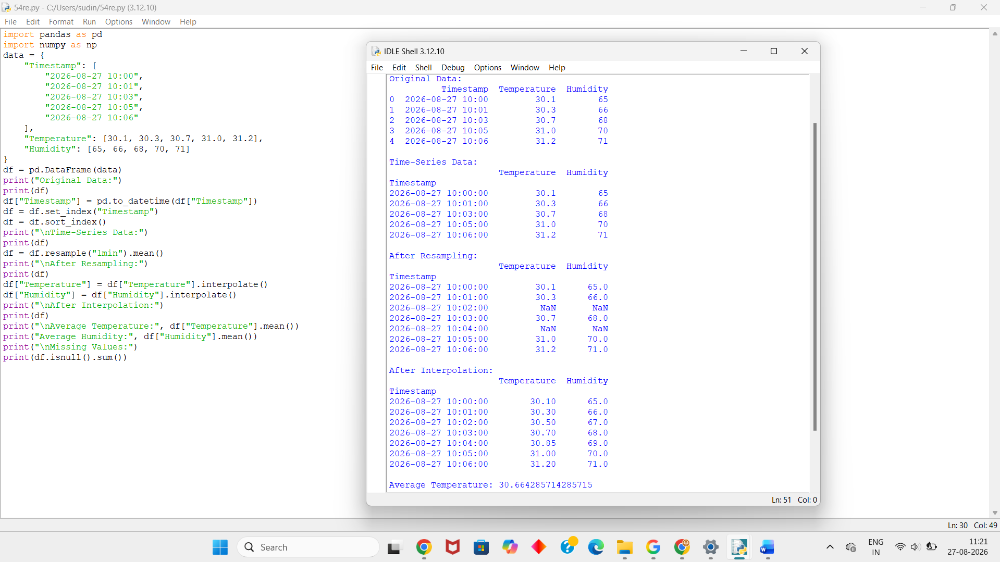 54re.py - C:/Users/sudin/54re.py (3.12.10)
File Edit Format Run Options Window Help
import pandas as pd
import numpy as np
data = {
    "Timestamp": [
        "2026-08-27 10:00",
        "2026-08-27 10:01",
        "2026-08-27 10:03",
        "2026-08-27 10:05",
        "2026-08-27 10:06"
    ],
    "Temperature": [30.1, 30.3, 30.7, 31.0, 31.2],
    "Humidity": [65, 66, 68, 70, 71]
}
df = pd.DataFrame(data)
print("Original Data:")
print(df)
df["Timestamp"] = pd.to_datetime(df["Timestamp"])
df = df.set_index("Timestamp")
df = df.sort_index()
print("\nTime-Series Data:")
print(df)
df = df.resample("1min").mean()
print("\nAfter Resampling:")
print(df)
df["Temperature"] = df["Temperature"].interpolate()
df["Humidity"] = df["Humidity"].interpolate()
print("\nAfter Interpolation:")
print(df)
print("\nAverage Temperature:", df["Temperature"].mean())
print("Average Humidity:", df["Humidity"].mean())
print("\nMissing Values:")
print(df.isnull().sum())
IDLE Shell 3.12.10
File Edit Shell Debug Options Window Help
Original Data:
          Timestamp  Temperature  Humidity
0  2026-08-27 10:00         30.1        65
1  2026-08-27 10:01         30.3        66
2  2026-08-27 10:03         30.7        68
3  2026-08-27 10:05         31.0        70
4  2026-08-27 10:06         31.2        71
Time-Series Data:
                     Temperature  Humidity
Timestamp
2026-08-27 10:00:00         30.1        65
2026-08-27 10:01:00         30.3        66
2026-08-27 10:03:00         30.7        68
2026-08-27 10:05:00         31.0        70
2026-08-27 10:06:00         31.2        71
After Resampling:
                     Temperature  Humidity
Timestamp
2026-08-27 10:00:00         30.1      65.0
2026-08-27 10:01:00         30.3      66.0
2026-08-27 10:02:00          NaN       NaN
2026-08-27 10:03:00         30.7      68.0
2026-08-27 10:04:00          NaN       NaN
2026-08-27 10:05:00         31.0      70.0
2026-08-27 10:06:00         31.2      71.0
After Interpolation:
                     Temperature  Humidity
Timestamp
2026-08-27 10:00:00        30.10      65.0
2026-08-27 10:01:00        30.30      66.0
2026-08-27 10:02:00        30.50      67.0
2026-08-27 10:03:00        30.70      68.0
2026-08-27 10:04:00        30.85      69.0
2026-08-27 10:05:00        31.00      70.0
2026-08-27 10:06:00        31.20      71.0
Average Temperature: 30.664285714285715
Ln: 51 Col: 0
Ln: 30 Col: 49
Search
ENG
IN
11:21
27-08-2026